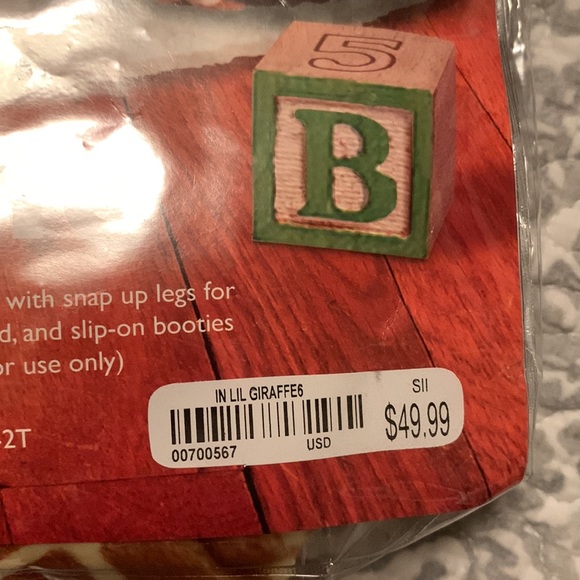 5
B
with snap up legs for
d, and slip-on booties
or use only)
-2T
IN LIL GIRAFFE6
SII
$49.99
00700567
USD